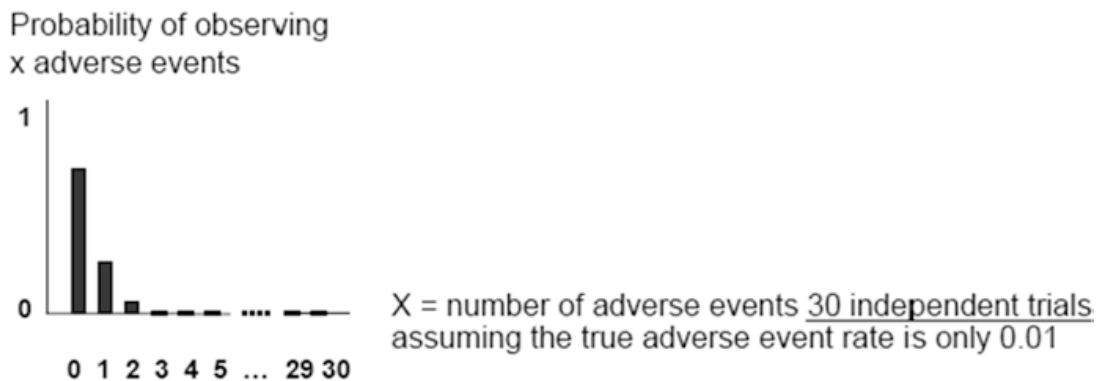 Probability of observing
x adverse events
1
0
0 1 2 3 4 5 ... 29 30
X = number of adverse events 30 independent trials
assuming the true adverse event rate is only 0.01